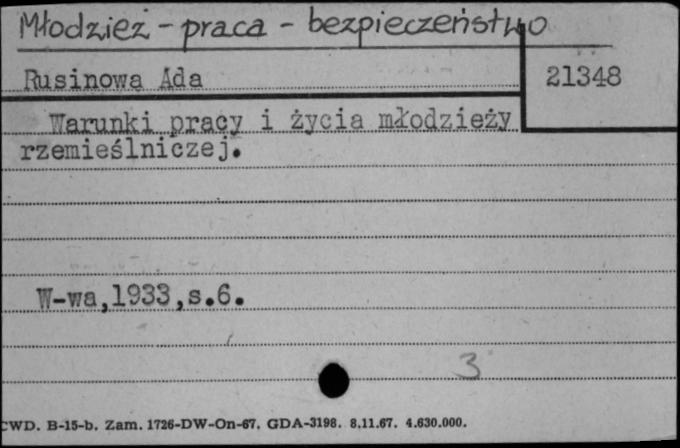 Młodzież - praca - bezpieczeństwo
Rusinowa Ada
21348
Warunki pracy i życia młodzieży
rzemieślniczej.
W-wa,1933,s.6.
3
CWD. B-15-b. Zam. 1726-DW-On-67. GDA-3198. 8.11.67. 4.630.000.